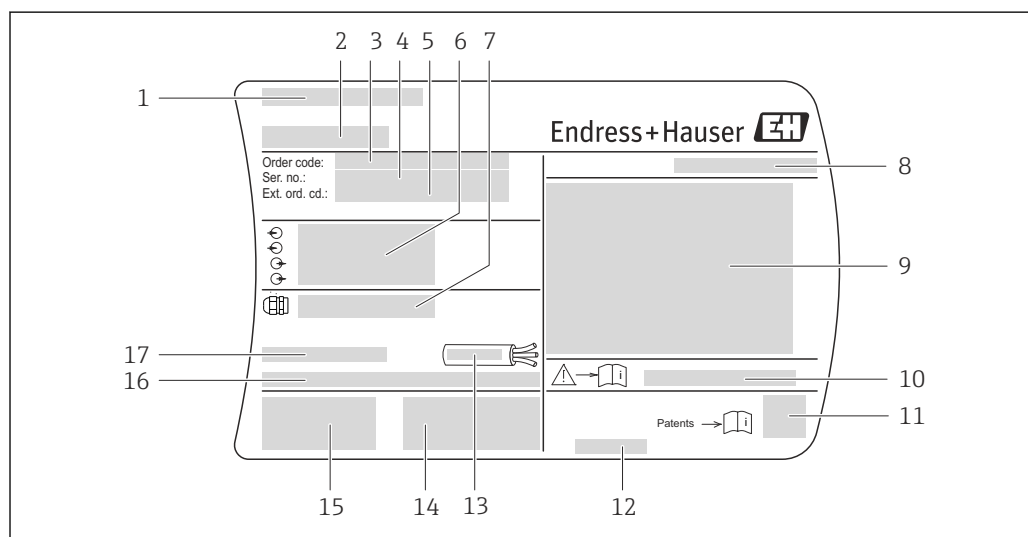 2 3 4 5 6 7
1
Endress+Hauser EH
Order code:
Ser. no.:
Ext. ord. cd.:
8
9
17
16
i
10
Patents
i
11
15 14 13 12